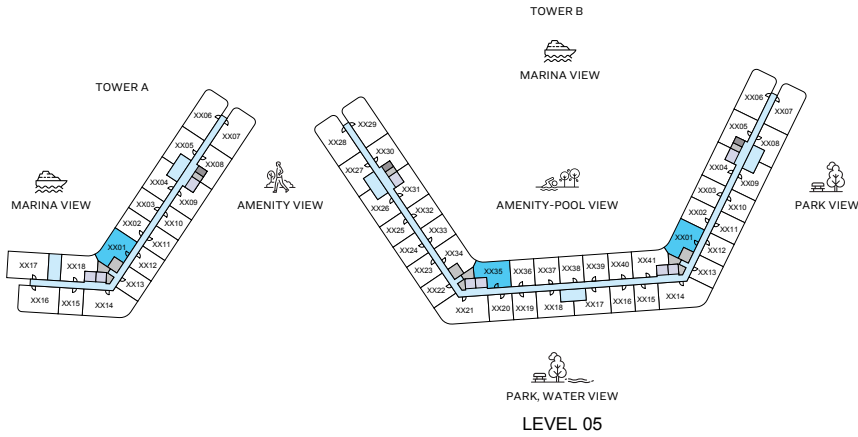 TOWER B
MARINA VIEW
TOWER A
MARINA VIEW
AMENITY VIEW
AMENITY-POOL VIEW
PARK VIEW
XX06
XX07
XX05
XX08
XX04
XX09
XX03
XX10
XX02
XX11
XX01
XX12
XX13
XX17
XX18
XX16
XX15
XX14
XX29
XX28
XX30
XX27
XX31
XX26
XX32
XX25
XX33
XX24
XX34
XX23
XX22
XX21
XX35
XX36
XX37
XX38
XX39
XX40
XX41
XX20
XX19
XX18
XX17
XX16
XX15
XX14
XX06
XX07
XX05
XX08
XX04
XX09
XX03
XX10
XX02
XX11
XX01
XX12
XX13
PARK, WATER VIEW
LEVEL 05